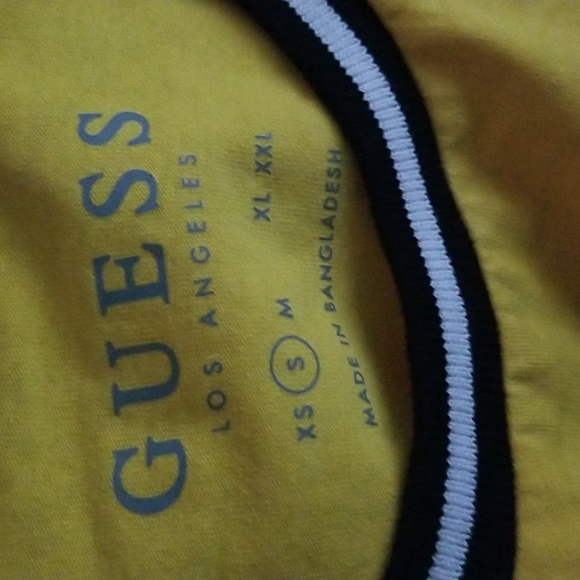 GUESS
LOS ANGELES
XS S M XL XXL
MADE IN BANGLADESH